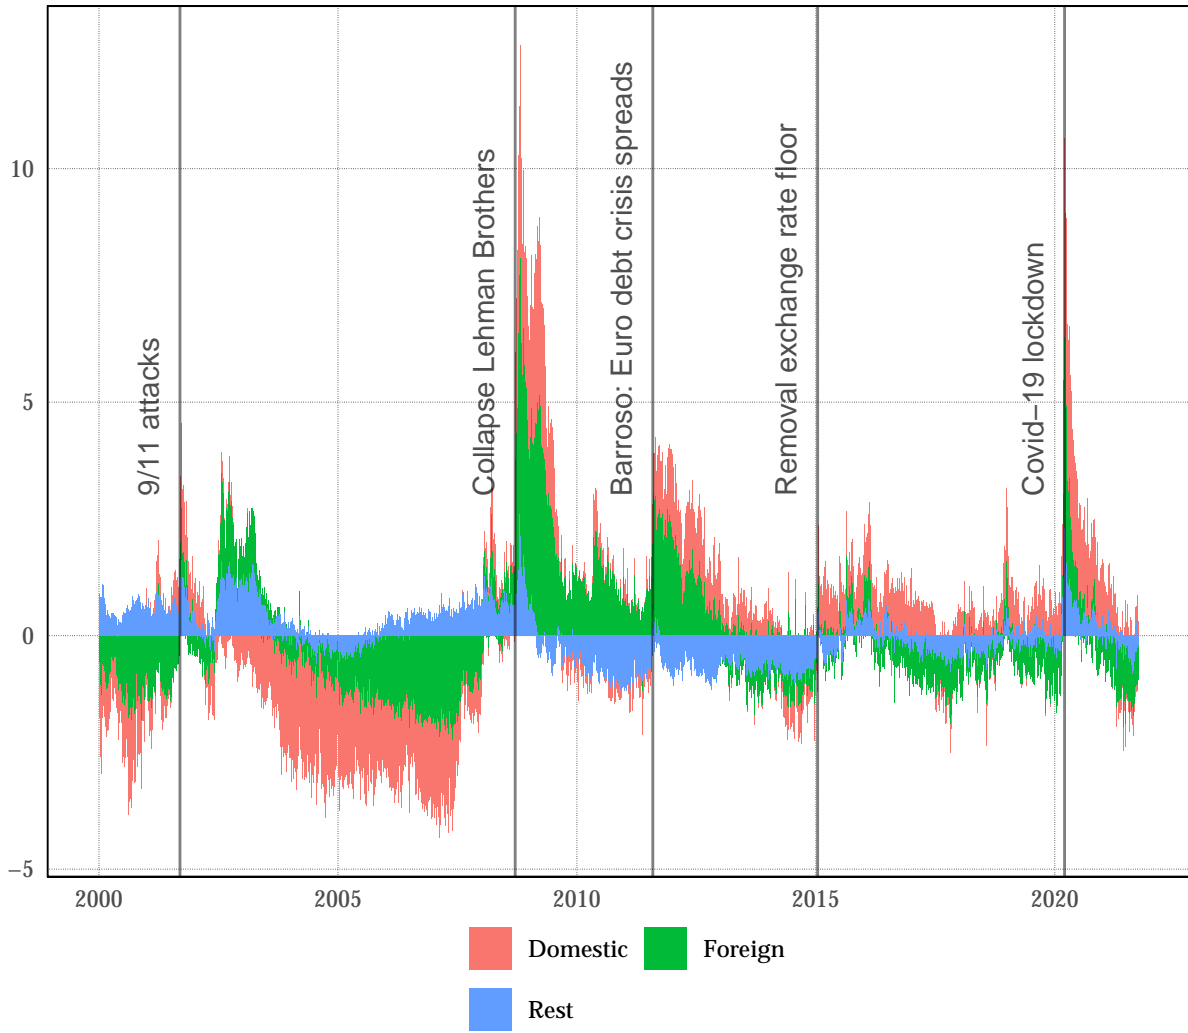 10
5
0
−5
9/11 attacks
Collapse Lehman Brothers
Barroso: Euro debt crisis spreads
Removal exchange rate floor
Covid−19 lockdown
2000
2005
2010
2015
2020
Domestic
Foreign
Rest